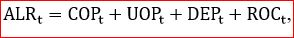 ALRₜ = COPₜ + UOPₜ + DEPₜ + ROCₜ,